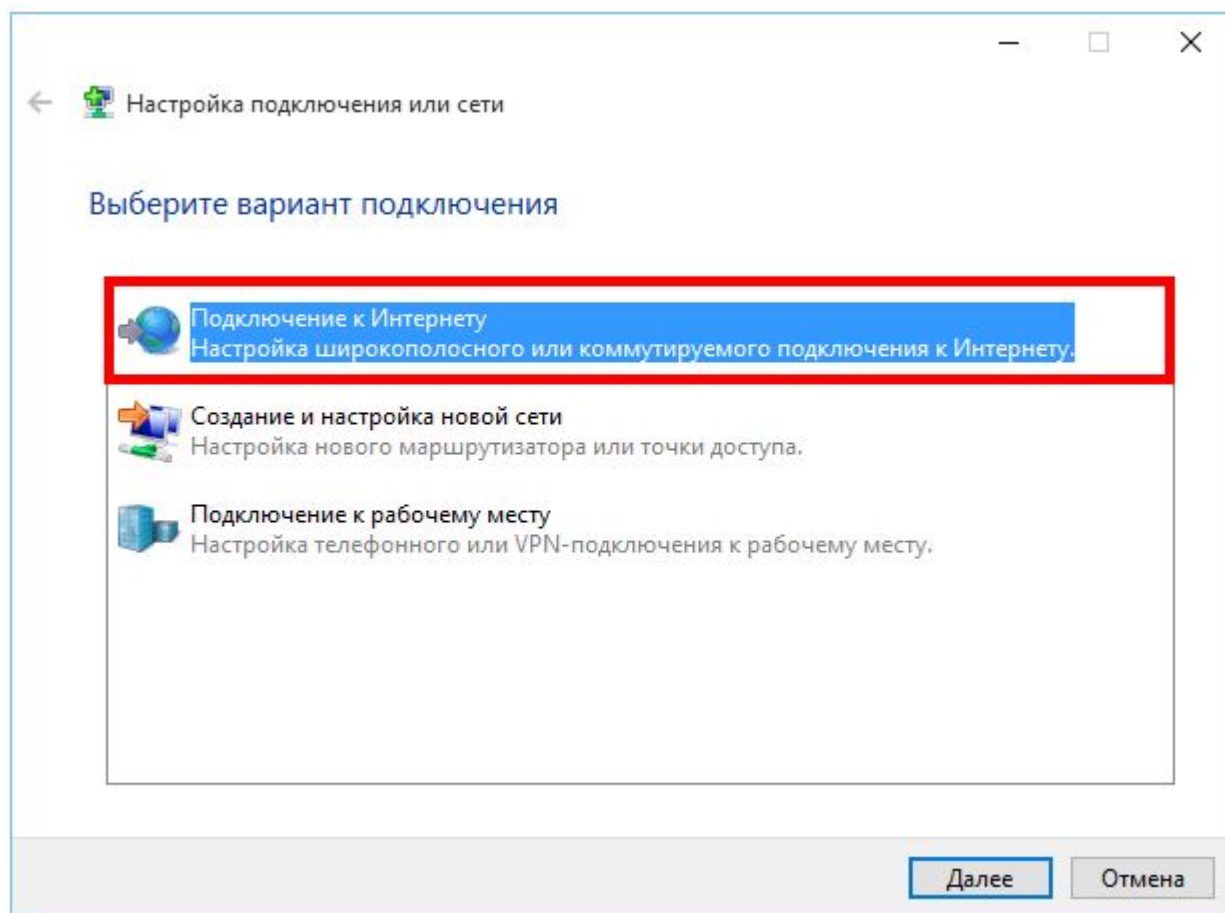 Настройка подключения или сети
Выберите вариант подключения
Подключение к Интернету
Настройка широкополосного или коммутируемого подключения к Интернету.
Создание и настройка новой сети
Настройка нового маршрутизатора или точки доступа.
Подключение к рабочему месту
Настройка телефонного или VPN-подключения к рабочему месту.
Далее
Отмена